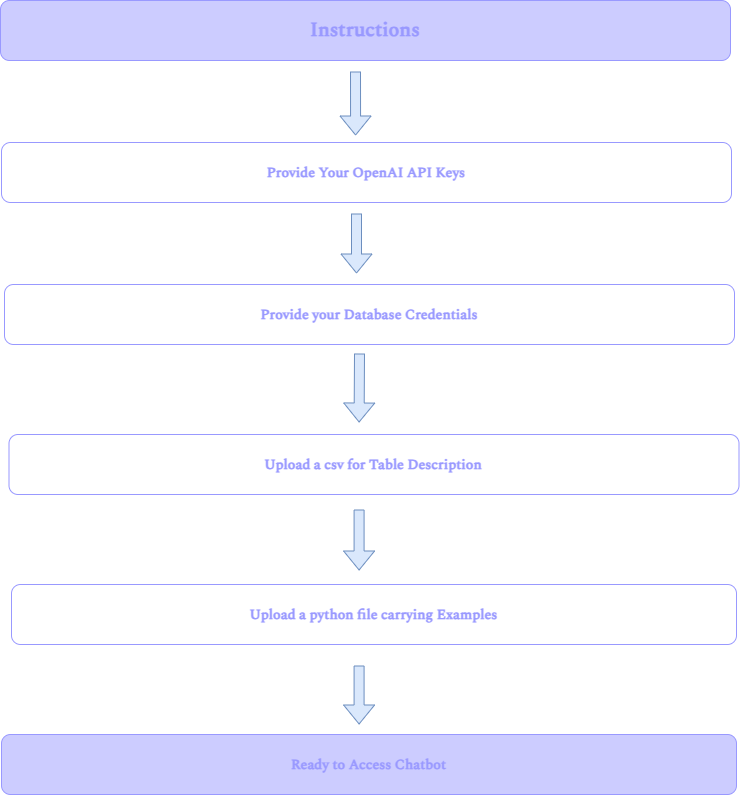 Instructions
Provide Your OpenAI API Keys
Provide your Database Credentials
Upload a csv for Table Description
Upload a python file carrying Examples
Ready to Access Chatbot